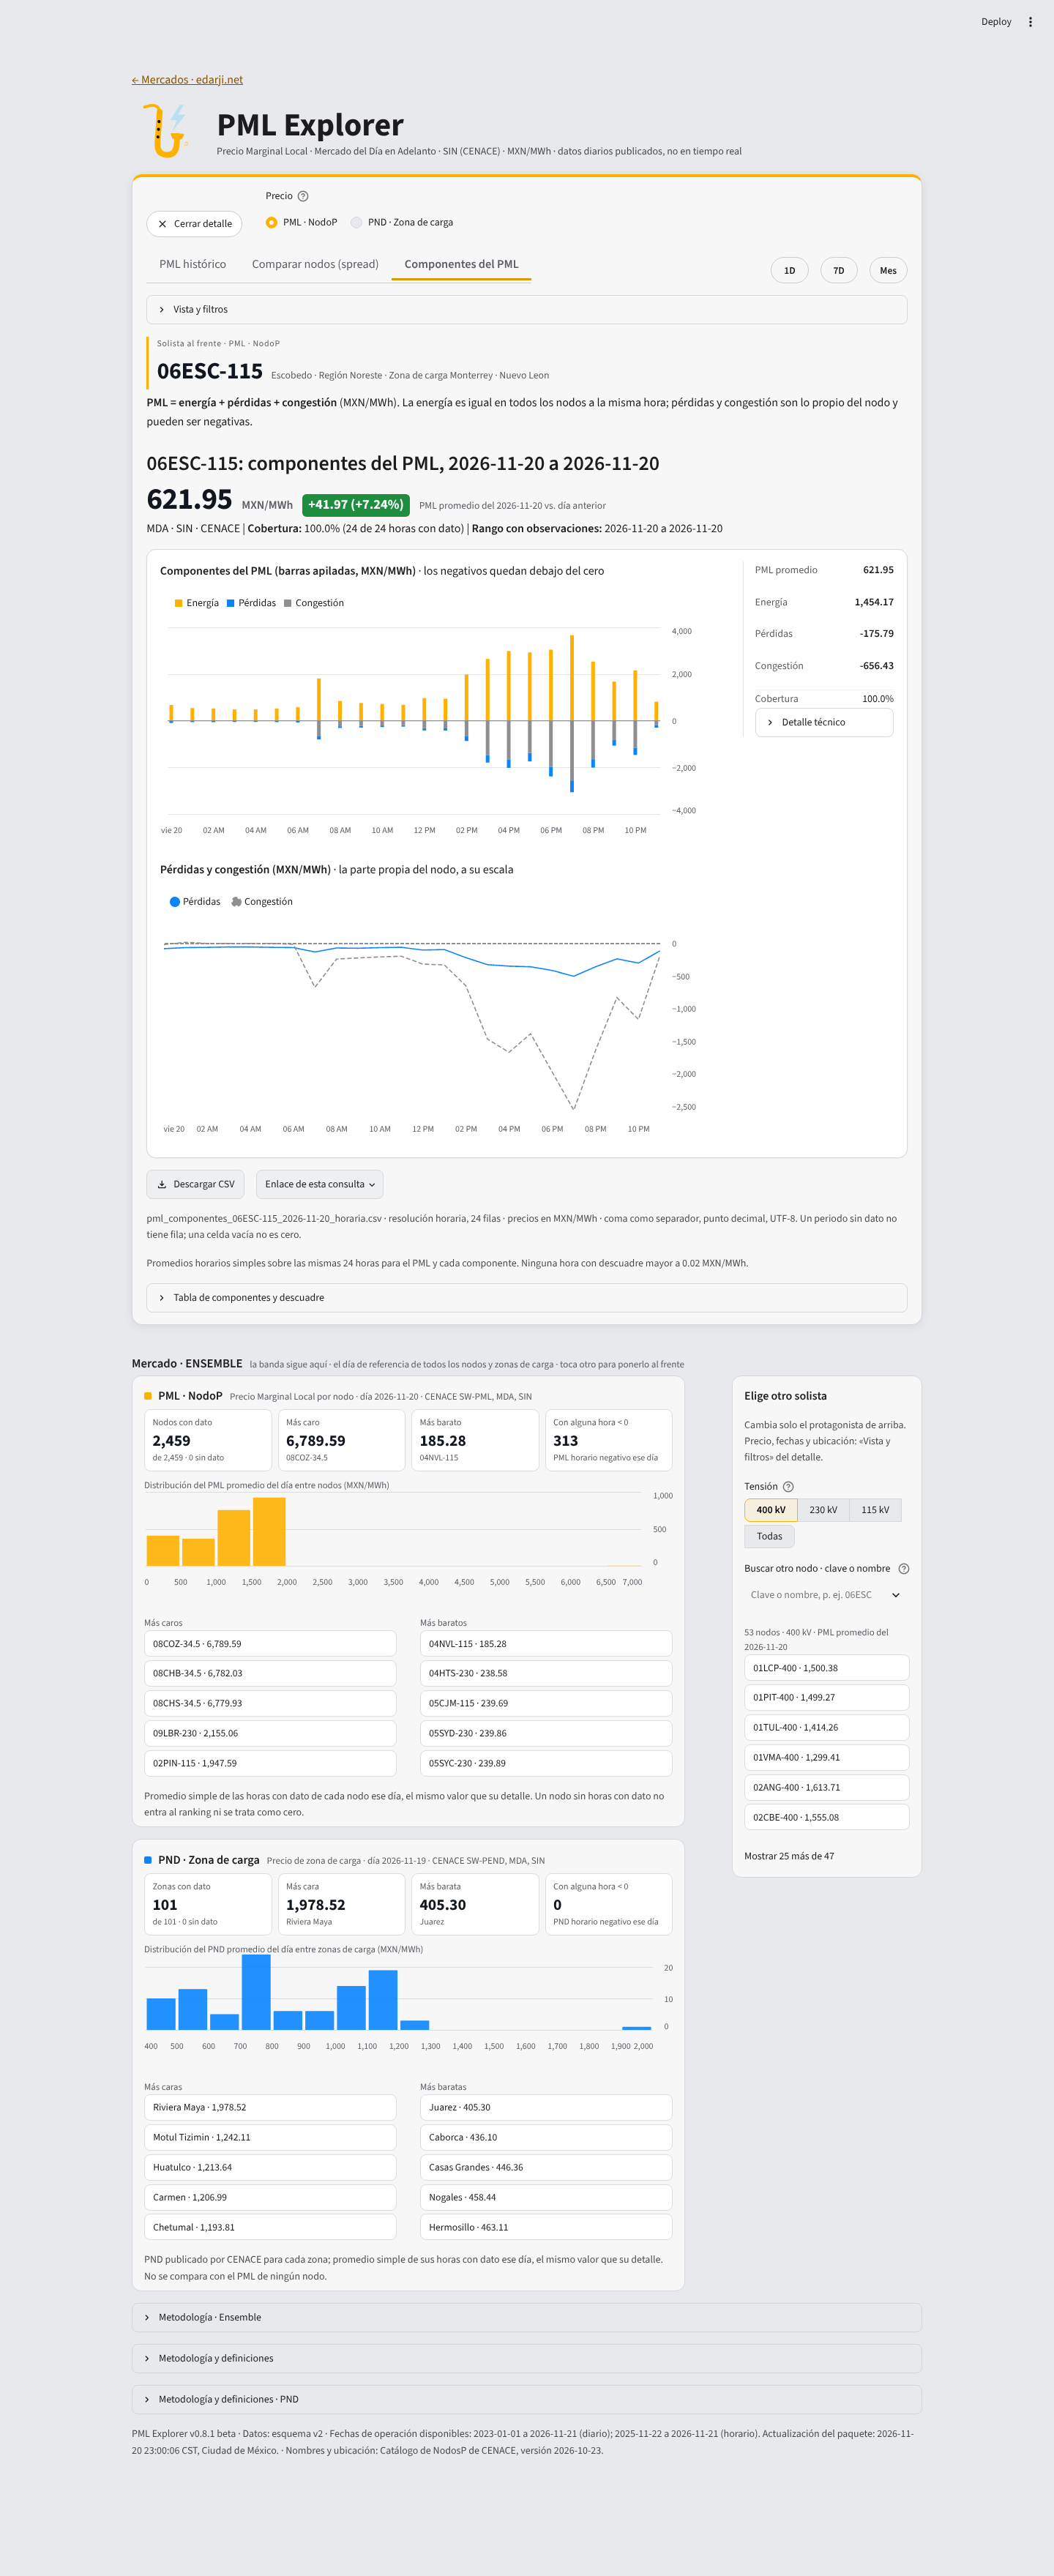 Deploy
← Mercados · edarji.net
PML Explorer
Precio Marginal Local · Mercado del Día en Adelanto · SIN (CENACE) · MXN/MWh · datos diarios publicados, no en tiempo real
Precio
Cerrar detalle
PML · NodoP
PND · Zona de carga
PML histórico
Comparar nodos (spread)
Componentes del PML
1D
7D
Mes
Vista y filtros
Solista al frente · PML · NodoP
06ESC-115 Escobedo · Región Noreste · Zona de carga Monterrey · Nuevo Leon
PML = energía + pérdidas + congestión (MXN/MWh). La energía es igual en todos los nodos a la misma hora; pérdidas y congestión son lo propio del nodo y
pueden ser negativas.
06ESC-115: componentes del PML, 2026-11-20 a 2026-11-20
621.95 MXN/MWh +41.97 (+7.24%) PML promedio del 2026-11-20 vs. día anterior
MDA · SIN · CENACE | Cobertura: 100.0% (24 de 24 horas con dato) | Rango con observaciones: 2026-11-20 a 2026-11-20
Componentes del PML (barras apiladas, MXN/MWh) · los negativos quedan debajo del cero
Energía Pérdidas Congestión
4,000
2,000
0
−2,000
−4,000
vie 20 02 AM 04 AM 06 AM 08 AM 10 AM 12 PM 02 PM 04 PM 06 PM 08 PM 10 PM
PML promedio 621.95
Energía 1,454.17
Pérdidas -175.79
Congestión -656.43
Cobertura 100.0%
Detalle técnico
Pérdidas y congestión (MXN/MWh) · la parte propia del nodo, a su escala
Pérdidas Congestión
0
−500
−1,000
−1,500
−2,000
−2,500
vie 20 02 AM 04 AM 06 AM 08 AM 10 AM 12 PM 02 PM 04 PM 06 PM 08 PM 10 PM
Descargar CSV
Enlace de esta consulta
pml_componentes_06ESC-115_2026-11-20_horaria.csv · resolución horaria, 24 filas · precios en MXN/MWh · coma como separador, punto decimal, UTF-8. Un periodo sin dato no
tiene fila; una celda vacía no es cero.
Promedios horarios simples sobre las mismas 24 horas para el PML y cada componente. Ninguna hora con descuadre mayor a 0.02 MXN/MWh.
Tabla de componentes y descuadre
Mercado · ENSEMBLE la banda sigue aquí · el día de referencia de todos los nodos y zonas de carga · toca otro para ponerlo al frente
PML · NodoP Precio Marginal Local por nodo · día 2026-11-20 · CENACE SW-PML, MDA, SIN
Nodos con dato
2,459
de 2,459 · 0 sin dato
Más caro
6,789.59
08COZ-34.5
Más barato
185.28
04NVL-115
Con alguna hora < 0
313
PML horario negativo ese día
Distribución del PML promedio del día entre nodos (MXN/MWh)
1,000
500
0
0 500 1,000 1,500 2,000 2,500 3,000 3,500 4,000 4,500 5,000 5,500 6,000 6,500 7,000
Más caros
08COZ-34.5 · 6,789.59
08CHB-34.5 · 6,782.03
08CHS-34.5 · 6,779.93
09LBR-230 · 2,155.06
02PIN-115 · 1,947.59
Más baratos
04NVL-115 · 185.28
04HTS-230 · 238.58
05CJM-115 · 239.69
05SYD-230 · 239.86
05SYC-230 · 239.89
Promedio simple de las horas con dato de cada nodo ese día, el mismo valor que su detalle. Un nodo sin horas con dato no
entra al ranking ni se trata como cero.
Elige otro solista
Cambia solo el protagonista de arriba.
Precio, fechas y ubicación: «Vista y
filtros» del detalle.
Tensión
400 kV 230 kV 115 kV
Todas
Buscar otro nodo · clave o nombre
Clave o nombre, p. ej. 06ESC
53 nodos · 400 kV · PML promedio del
2026-11-20
01LCP-400 · 1,500.38
01PIT-400 · 1,499.27
01TUL-400 · 1,414.26
01VMA-400 · 1,299.41
02ANG-400 · 1,613.71
02CBE-400 · 1,555.08
Mostrar 25 más de 47
PND · Zona de carga Precio de zona de carga · día 2026-11-19 · CENACE SW-PEND, MDA, SIN
Zonas con dato
101
de 101 · 0 sin dato
Más cara
1,978.52
Riviera Maya
Más barata
405.30
Juarez
Con alguna hora < 0
0
PND horario negativo ese día
Distribución del PND promedio del día entre zonas de carga (MXN/MWh)
20
10
0
400 500 600 700 800 900 1,000 1,100 1,200 1,300 1,400 1,500 1,600 1,700 1,800 1,900 2,000
Más caras
Riviera Maya · 1,978.52
Motul Tizimin · 1,242.11
Huatulco · 1,213.64
Carmen · 1,206.99
Chetumal · 1,193.81
Más baratas
Juarez · 405.30
Caborca · 436.10
Casas Grandes · 446.36
Nogales · 458.44
Hermosillo · 463.11
PND publicado por CENACE para cada zona; promedio simple de sus horas con dato ese día, el mismo valor que su detalle.
No se compara con el PML de ningún nodo.
Metodología · Ensemble
Metodología y definiciones
Metodología y definiciones · PND
PML Explorer v0.8.1 beta · Datos: esquema v2 · Fechas de operación disponibles: 2023-01-01 a 2026-11-21 (diario); 2025-11-22 a 2026-11-21 (horario). Actualización del paquete: 2026-11-
20 23:00:06 CST, Ciudad de México. · Nombres y ubicación: Catálogo de NodosP de CENACE, versión 2026-10-23.